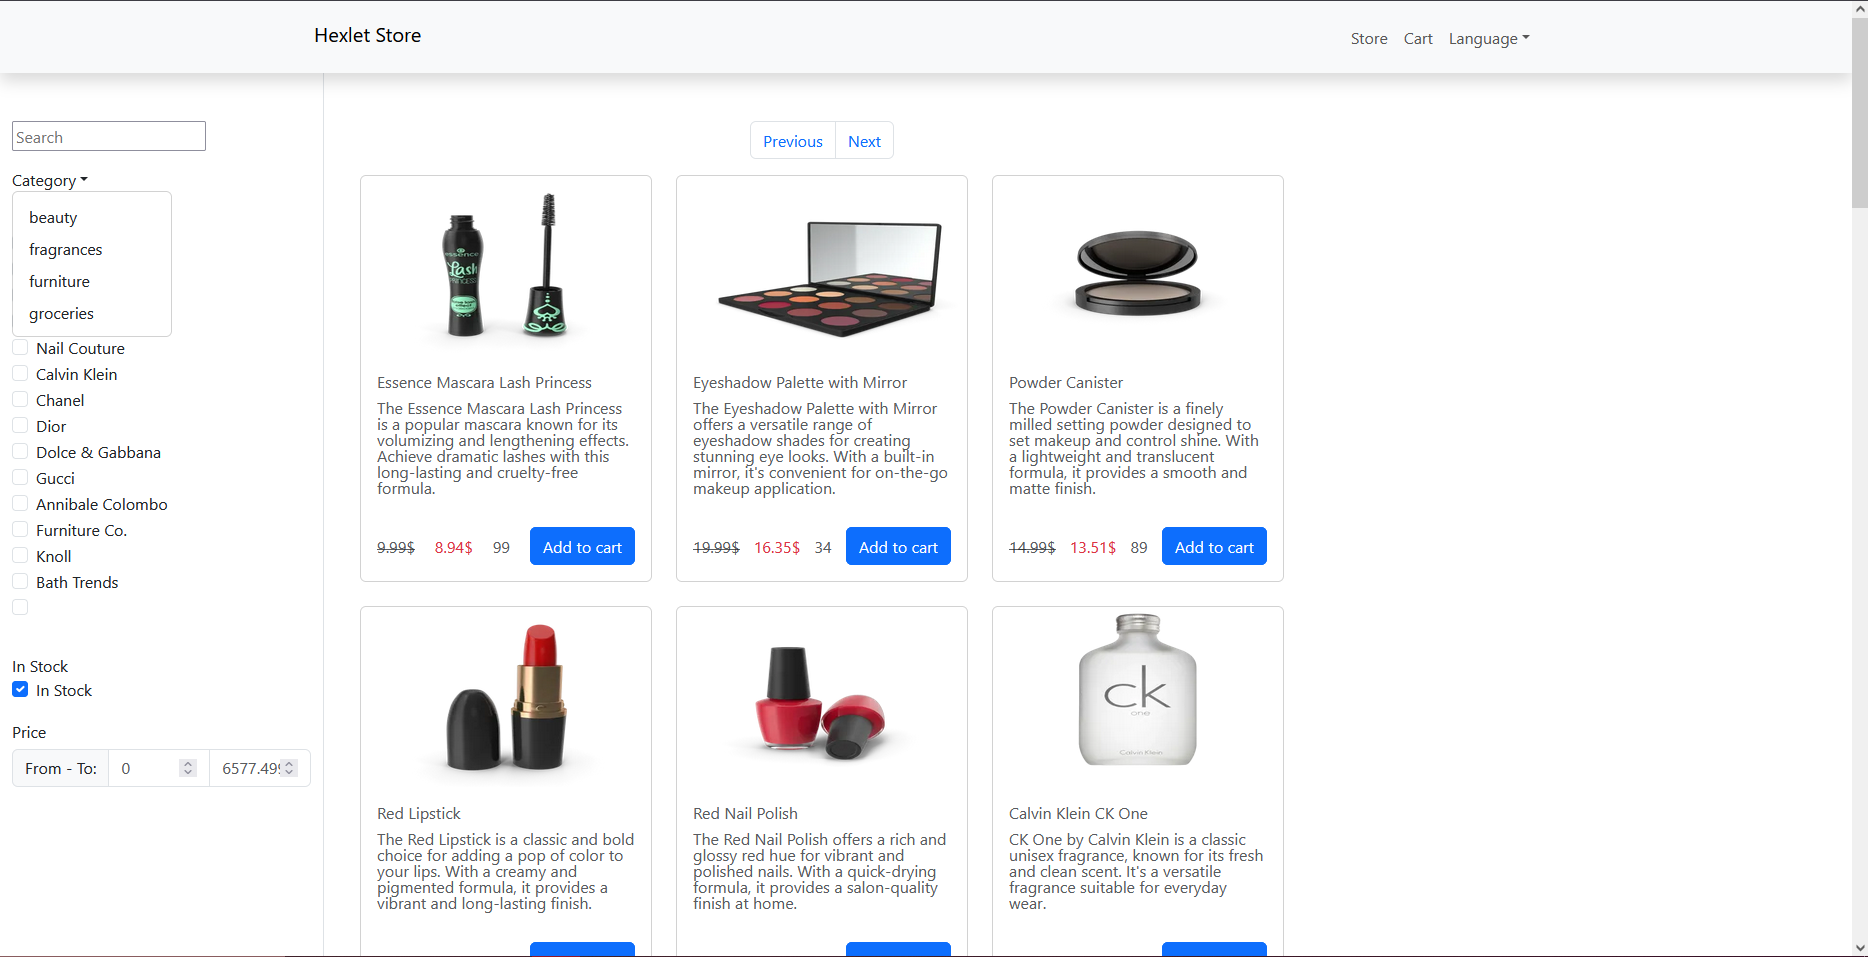 Hexlet Store
Store
Cart
Language
Search
Category
beauty
fragrances
furniture
groceries
Nail Couture
Calvin Klein
Chanel
Dior
Dolce & Gabbana
Gucci
Annibale Colombo
Furniture Co.
Knoll
Bath Trends
In Stock
In Stock
Price
From - To:
0
6577.499
Previous
Next
essence
Lash
PRINCESS
Essence Mascara Lash Princess
The Essence Mascara Lash Princess
is a popular mascara known for its
volumizing and lengthening effects.
Achieve dramatic lashes with this
long-lasting and cruelty-free
formula.
9.99$
8.94$
99
Add to cart
Eyeshadow Palette with Mirror
The Eyeshadow Palette with Mirror
offers a versatile range of
eyeshadow shades for creating
stunning eye looks. With a built-in
mirror, it's convenient for on-the-go
makeup application.
19.99$
16.35$
34
Add to cart
Powder Canister
The Powder Canister is a finely
milled setting powder designed to
set makeup and control shine. With
a lightweight and translucent
formula, it provides a smooth and
matte finish.
14.99$
13.51$
89
Add to cart
Red Lipstick
The Red Lipstick is a classic and bold
choice for adding a pop of color to
your lips. With a creamy and
pigmented formula, it provides a
vibrant and long-lasting finish.
Red Nail Polish
The Red Nail Polish offers a rich and
glossy red hue for vibrant and
polished nails. With a quick-drying
formula, it provides a salon-quality
finish at home.
ck
one
Calvin Klein
Calvin Klein CK One
CK One by Calvin Klein is a classic
unisex fragrance, known for its fresh
and clean scent. It's a versatile
fragrance suitable for everyday
wear.